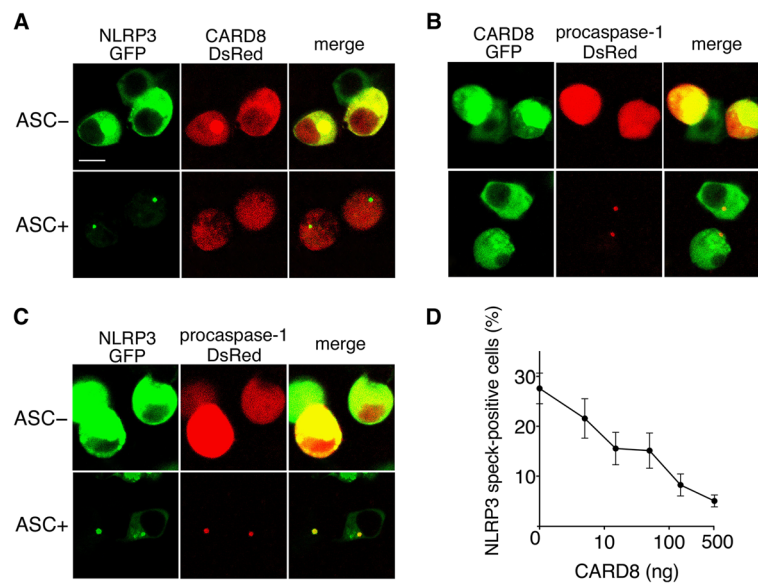 A
NLRP3
GFP
CARD8
DsRed
merge
ASC−
ASC+
B
CARD8
GFP
procaspase-1
DsRed
merge
C
NLRP3
GFP
procaspase-1
DsRed
merge
ASC−
ASC+
D
NLRP3 speck-positive cells (%)
30
20
10
0
10
100
500
CARD8 (ng)